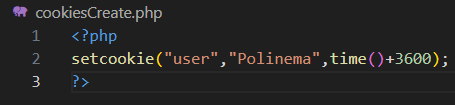 cookiesCreate.php
1 <?php
2 setcookie("user","Polinema",time()+3600);
3 ?>